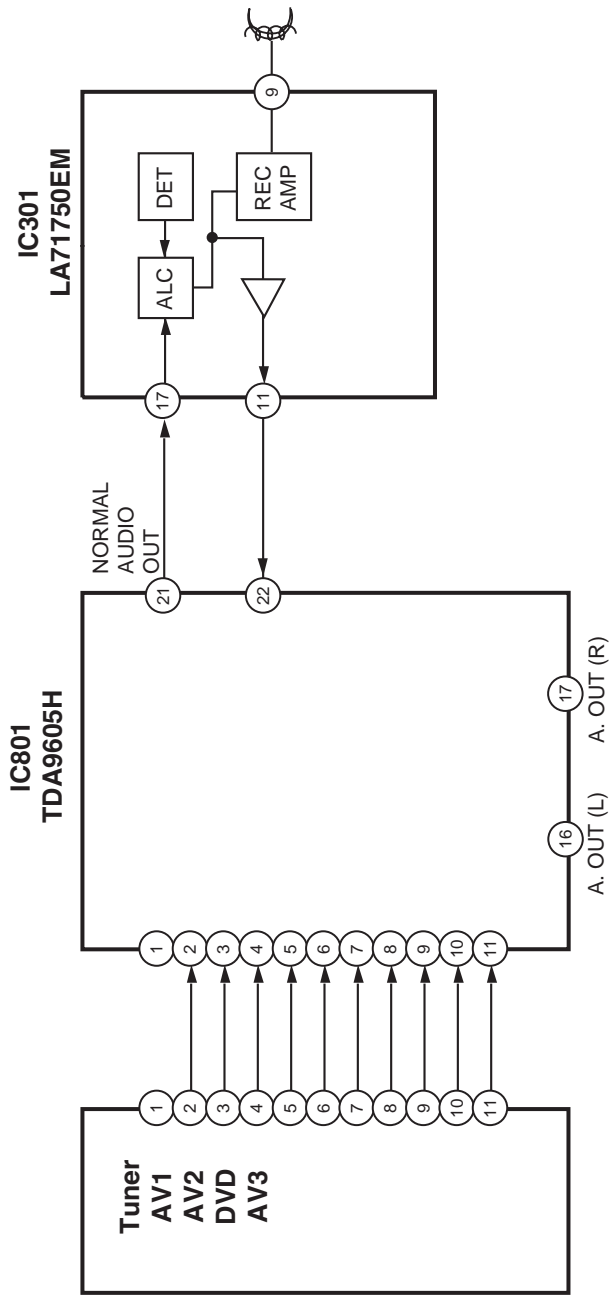 Tuner
AV1
AV2
DVD
AV3
1
2
3
4
5
6
7
8
9
10
11
IC801
TDA9605H
1
2
3
4
5
6
7
8
9
10
11
21
22
16
17
A. OUT (L)
A. OUT (R)
NORMAL
AUDIO
OUT
IC301
LA71750EM
17
11
ALC
DET
REC
AMP
9